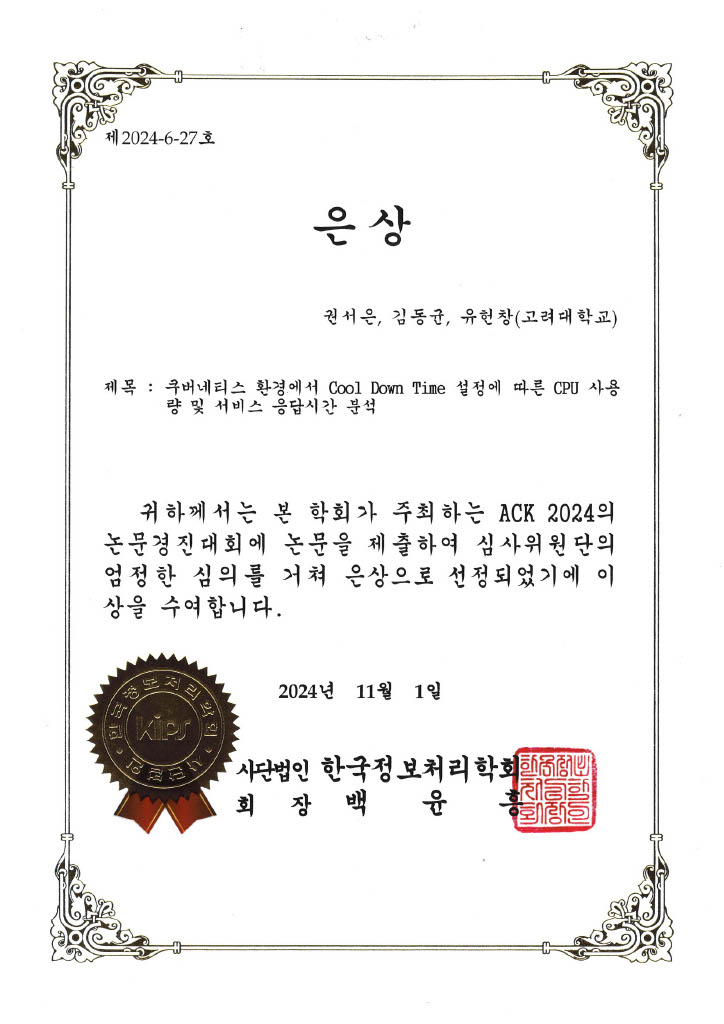 제2024-6-27호
은상
권서은, 김동균, 유헌창(고려대학교)
제목 : 쿠버네티스 환경에서 Cool Down Time 설정에 따른 CPU 사용
량 및 서비스 응답시간 분석
귀하께서는 본 학회가 주최하는 ACK 2024의
논문경진대회에 논문을 제출하여 심사위원단의
엄정한 심의를 거쳐 은상으로 선정되었기에 이
상을 수여합니다.
2024년 11월 1일
한국정보처리학회
KIPS
사단법인 한국정보처리학회
회 장 백 윤 흥